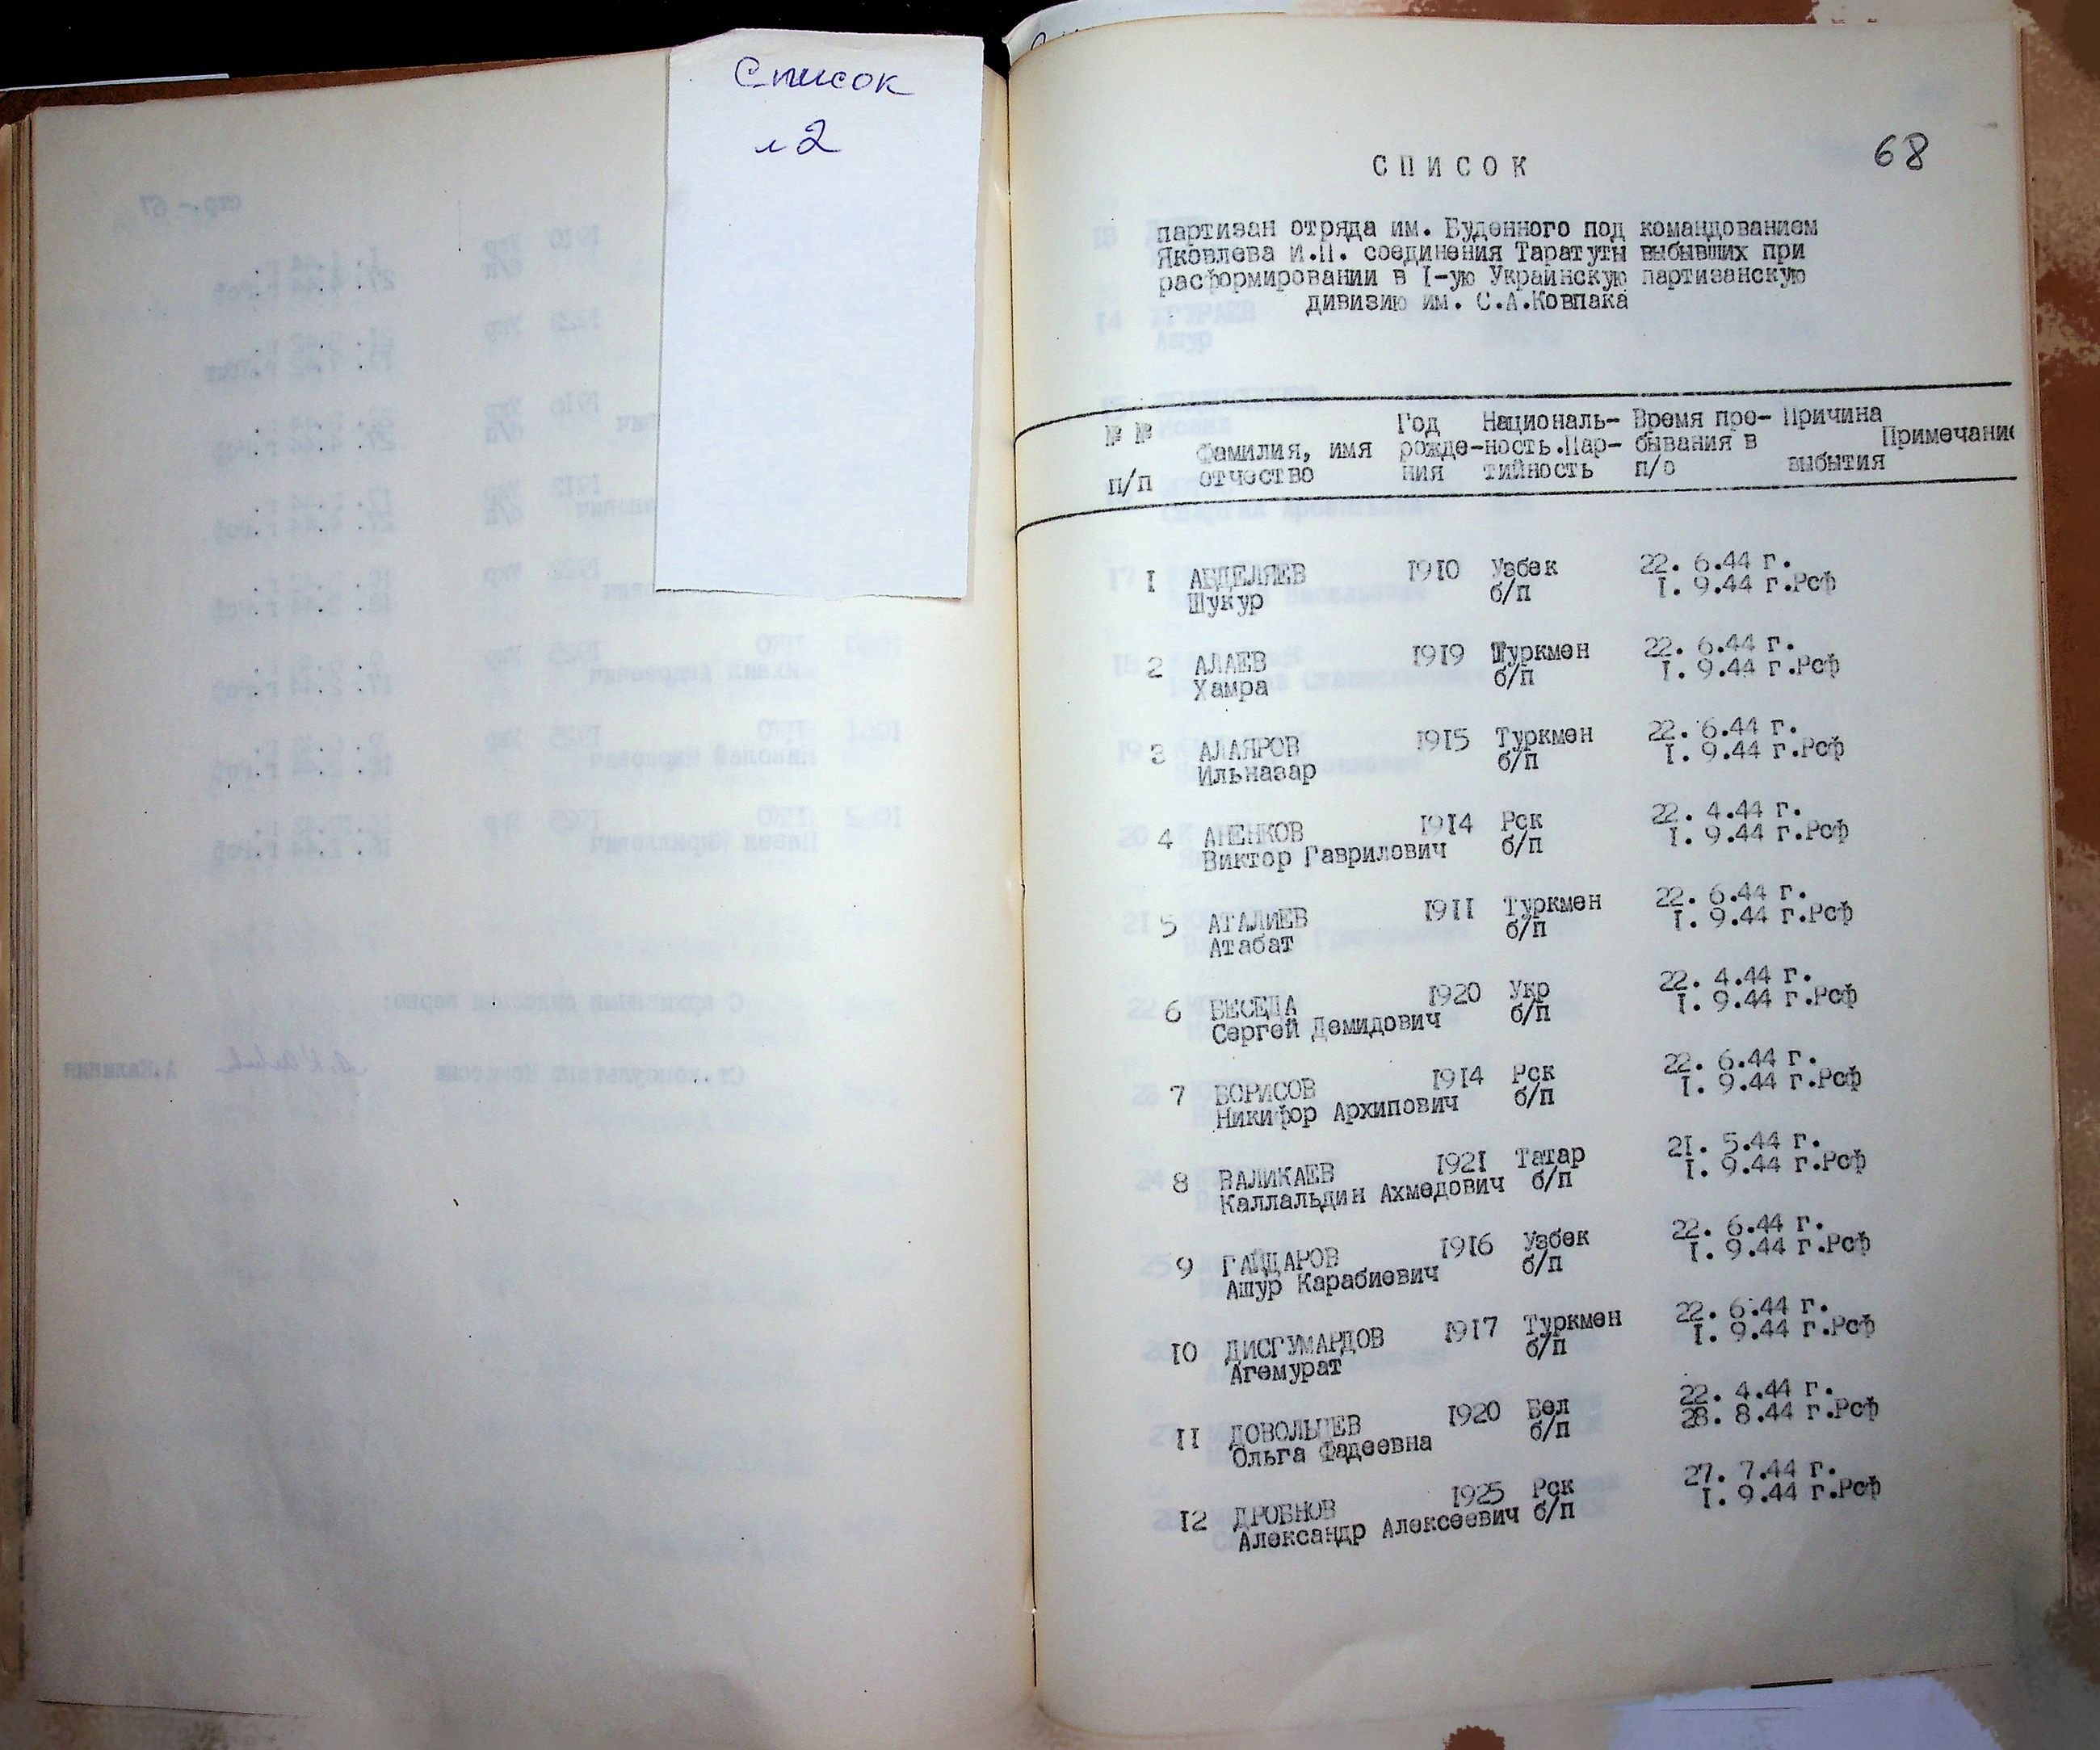 Список
л2
68
СПИСОК
партизан отряда им. Буденного под командованием
Яковлева И.П. соединения Таратуты выбывших при
расформировании в I-ую Украинскую партизанскую
дивизию им. С.А.Ковпака
№ № Год Националь- Время пре- Причина
Фамилия, имя рожде-ность.Пар- бывания в Примечание
п/п отчество ния тийность п/о выбытия
I АБДЕЛЯЕВ 1910 Узбек 22. 6.44 г.
Шукур б/п I. 9.44 г.Рсф
2 АЛАЕВ 1919 Туркмен 22. 6.44 г.
Хамра б/п I. 9.44 г.Рсф
3 АЛАЯРОВ 1915 Туркмен 22. 6.44 г.
Ильназар б/п I. 9.44 г.Рсф
4 АНЕНКОВ 1914 Рск 22. 4.44 г.
Виктор Гаврилович б/п I. 9.44 г.Рсф
5 АТАЛИЕВ I9II Туркмен 22. 6.44 г.
Атабат б/п I. 9.44 г.Рсф
6 БЕСЕДА 1920 Укр 22. 4.44 г.
Сергей Демидович б/п I. 9.44 г.Рсф
7 БОРИСОВ 1914 Рск 22. 6.44 г.
Никифор Архипович б/п I. 9.44 г.Рсф
8 ВАЛИКАЕВ 1921 Татар 21. 5.44 г.
Каллальдин Ахмедович б/п I. 9.44 г.Рсф
9 ГАЙДАРОВ 1916 Узбек 22. 6.44 г.
Ашур Карабиевич б/п I. 9.44 г.Рсф
10 ДИСГУМАРДОВ 1917 Туркмен 22. 6.44 г.
Агемурат б/п I. 9.44 г.Рсф
II ДОВОЛЬЦЕВ 1920 Бел 22. 4.44 г.
Ольга Фадеевна б/п 28. 8.44 г.Рсф
12 ДРОБНОВ 1925 Рск 27. 7.44 г.
Александр Алексеевич б/п I. 9.44 г.Рсф